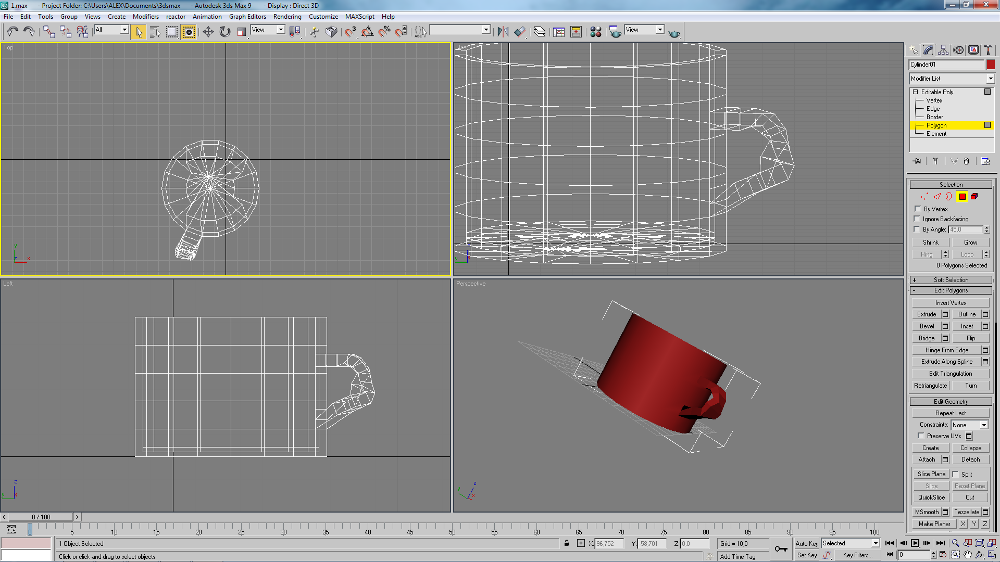 1.max - Project Folder: C:\Users\ALEX\Documents\3dsmax - Autodesk 3ds Max 9 - Display : Direct 3D
File Edit Tools Group Views Create Modifiers reactor Animation Graph Editors Rendering Customize MAXScript Help
All View View
Top
Left
Perspective
Cylinder01
Modifier List
Editable Poly
Vertex
Edge
Border
Polygon
Element
- Selection
By Vertex
Ignore Backfacing
By Angle: 45,0
Shrink Grow
Ring Loop
0 Polygons Selected
+ Soft Selection
- Edit Polygons
Insert Vertex
Extrude Outline
Bevel Inset
Bridge Flip
Hinge From Edge
Extrude Along Spline
Edit Triangulation
Retriangulate Turn
- Edit Geometry
Repeat Last
Constraints: None
Preserve UVs
Create Collapse
Attach Detach
Slice Plane Split
Slice Reset Plane
QuickSlice Cut
MSmooth Tessellate
Make Planar X Y Z
< 0 / 100 >
0 5 10 15 20 25 30 35 40 45 50 55 60 65 70 75 80 85 90 95 100
1 Object Selected X: 96,752 Y: -58,701 Z: 0,0 Grid = 10,0 Auto Key Selected
Click or click-and-drag to select objects Add Time Tag Set Key Key Filters... 0